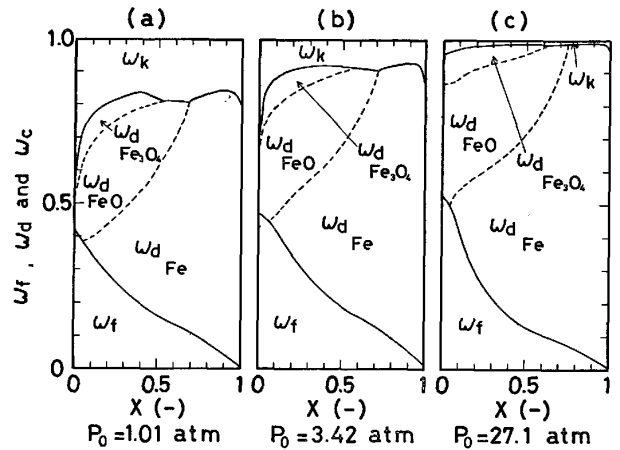 (a) (b) (c)
ωf , ωd and ωc
1.0
0.5
0
ωk
ωd Fe₃O₄
ωd FeO
ωd Fe
ωf
0 0.5 1
X (-)
P₀=1.01 atm
ωk
ωd FeO
ωd Fe₃O₄
ωd Fe
ωf
0 0.5 1
X (-)
P₀=3.42 atm
ωk
ωd FeO
ωd Fe₃O₄
ωd Fe
ωf
0 0.5 1
X (-)
P₀=27.1 atm